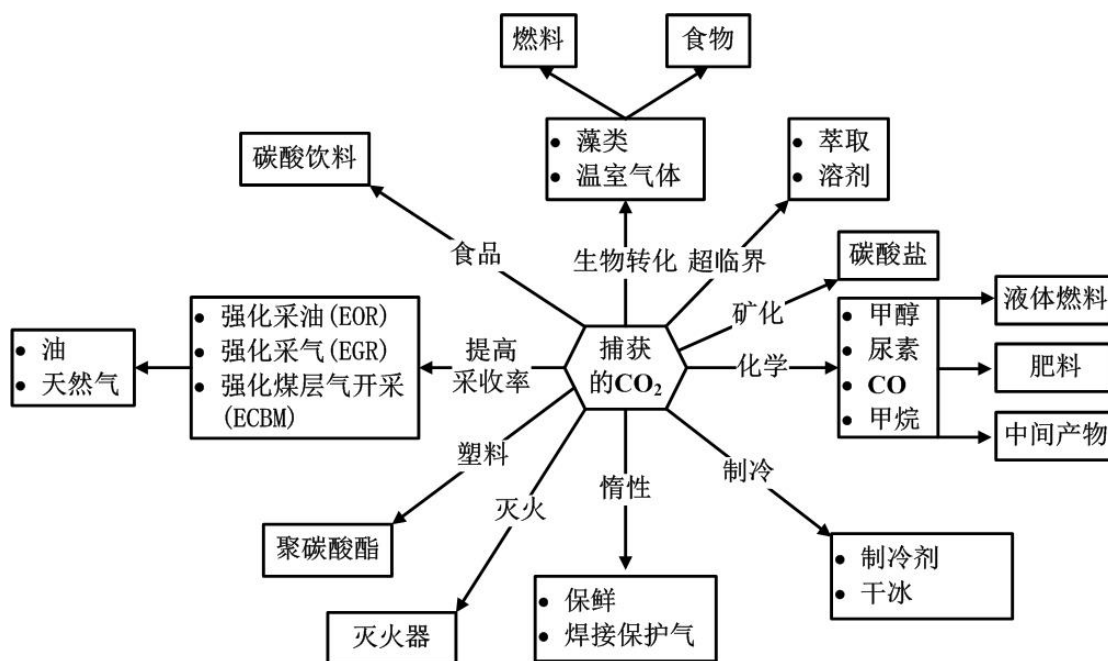 燃料
食物
碳酸饮料
• 藻类
• 温室气体
• 萃取
• 溶剂
食品
生物转化
超临界
碳酸盐
矿化
• 油
• 天然气
• 强化采油(EOR)
• 强化采气(EGR)
• 强化煤层气开采
(ECBM)
提高
采收率
捕获
的CO₂
化学
• 甲醇
• 尿素
• CO
• 甲烷
液体燃料
肥料
中间产物
塑料
灭火
惰性
制冷
聚碳酸酯
灭火器
• 保鲜
• 焊接保护气
• 制冷剂
• 干冰